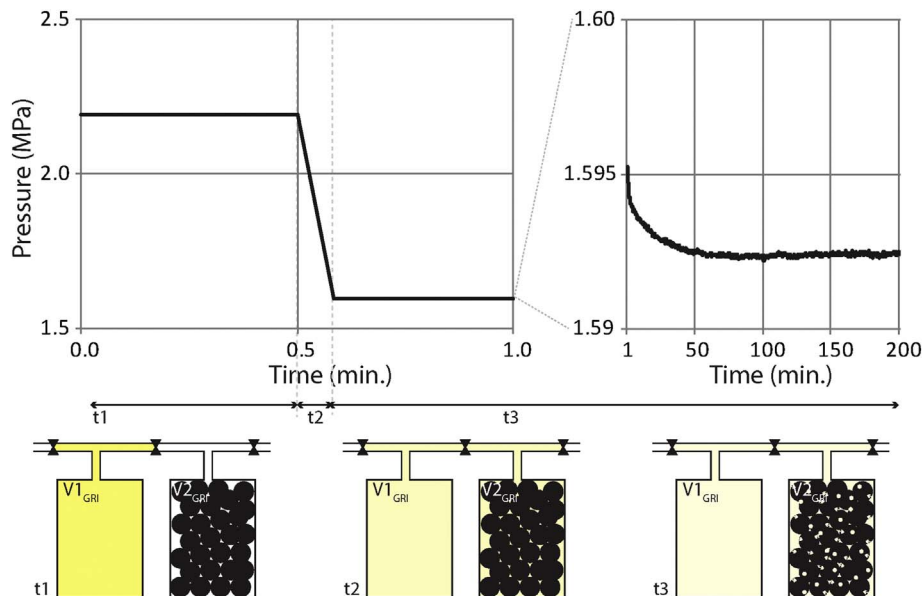 2.5
2.0
1.5
Pressure (MPa)
0.0
0.5
1.0
Time (min.)
1.60
1.595
1.59
1
50
100
150
200
Time (min.)
t1
t2
t3
V1GRI
V2GRI
t1
V1GRI
V2GRI
t2
V1GRI
V2GRI
t3